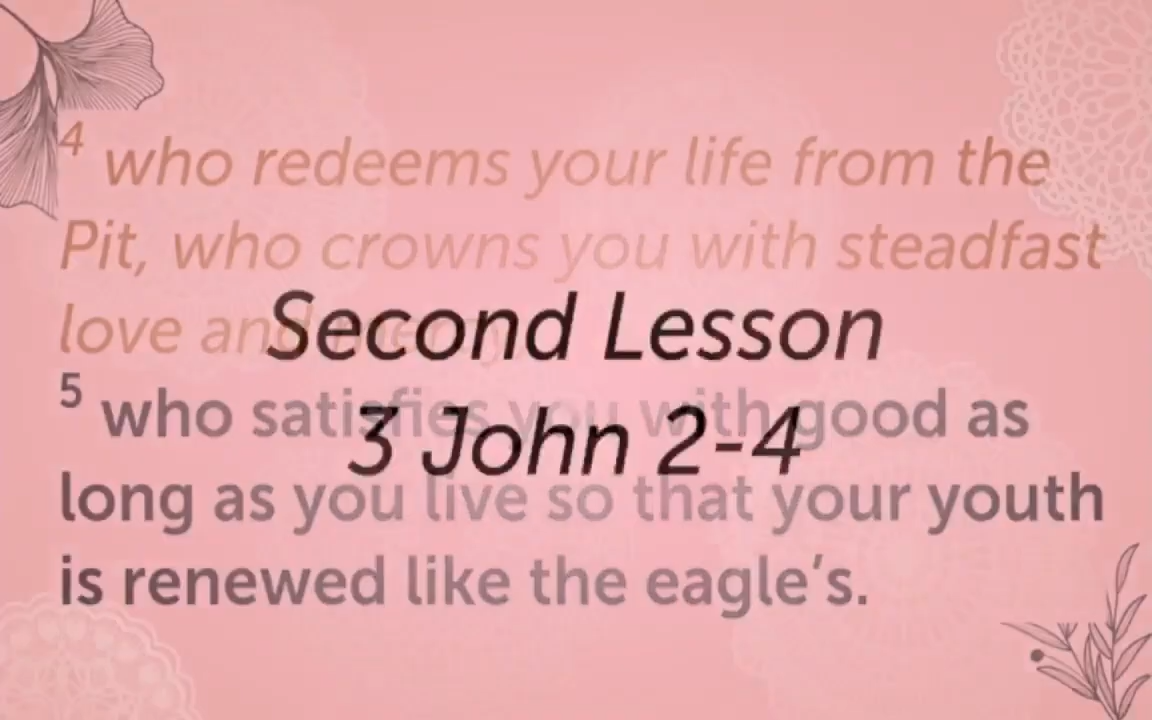 4 who redeems your life from the
Pit, who crowns you with steadfast
love and mercy
Second Lesson
5 who satisfies you with good as
3 John 2-4
long as you live so that your youth
is renewed like the eagle’s.